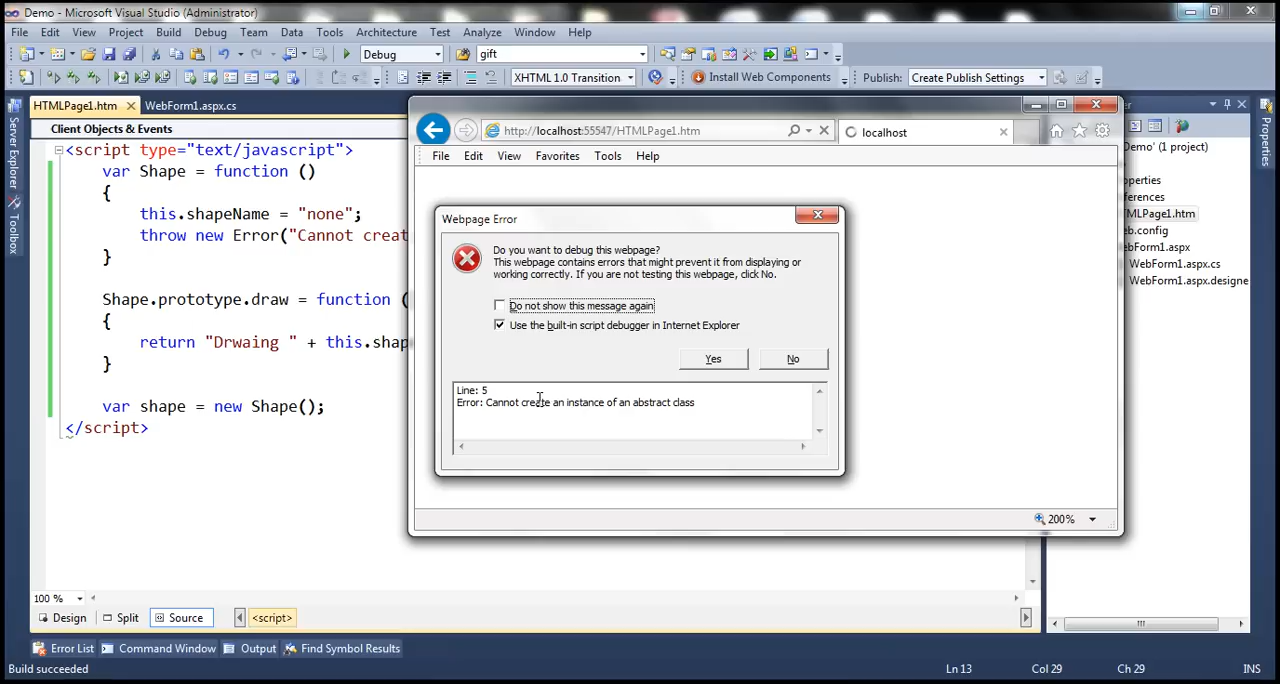 Demo - Microsoft Visual Studio (Administrator)
File Edit View Project Build Debug Team Data Tools Architecture Test Analyze Window Help
Debug gift
XHTML 1.0 Transition Install Web Components Publish: Create Publish Settings
HTMLPage1.htm WebForm1.aspx.cs
Client Objects & Events
<script type="text/javascript">
var Shape = function ()
{
this.shapeName = "none";
throw new Error("Cannot creat
}
Shape.prototype.draw = function (
{
return "Drwaing " + this.shap
}
var shape = new Shape();
</script>
100 %
Design Split Source <script>
Error List Command Window Output Find Symbol Results
Build succeeded
Ln 13 Col 29 Ch 29 INS
Server Explorer
Toolbox
http://localhost:55547/HTMLPage1.htm
localhost
File Edit View Favorites Tools Help
Webpage Error
Do you want to debug this webpage?
This webpage contains errors that might prevent it from displaying or
working correctly. If you are not testing this webpage, click No.
Do not show this message again
Use the built-in script debugger in Internet Explorer
Yes No
Line: 5
Error: Cannot create an instance of an abstract class
200%
er
Demo' (1 project)
operties
ferences
MLPage1.htm
eb.config
ebForm1.aspx
WebForm1.aspx.cs
WebForm1.aspx.designe
Properties